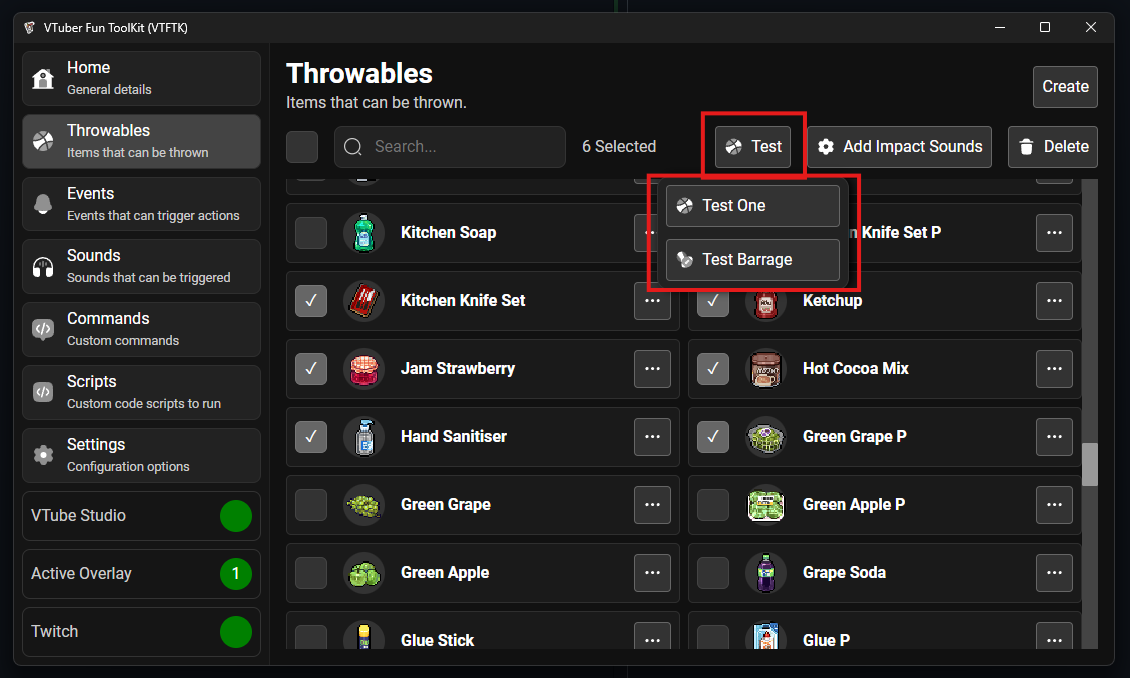 VTuber Fun ToolKit (VTFTK)
Home
General details
Throwables
Items that can be thrown
Events
Events that can trigger actions
Sounds
Sounds that can be triggered
Commands
Custom commands
Scripts
Custom code scripts to run
Settings
Configuration options
VTube Studio
Active Overlay 1
Twitch
Throwables
Items that can be thrown.
Create
Search...
6 Selected
Test
Add Impact Sounds
Delete
Test One
Test Barrage
Kitchen Soap
Knife Set P
Kitchen Knife Set
Ketchup
Jam Strawberry
Hot Cocoa Mix
Hand Sanitiser
Green Grape P
Green Grape
Green Apple P
Green Apple
Grape Soda
Glue Stick
Glue P